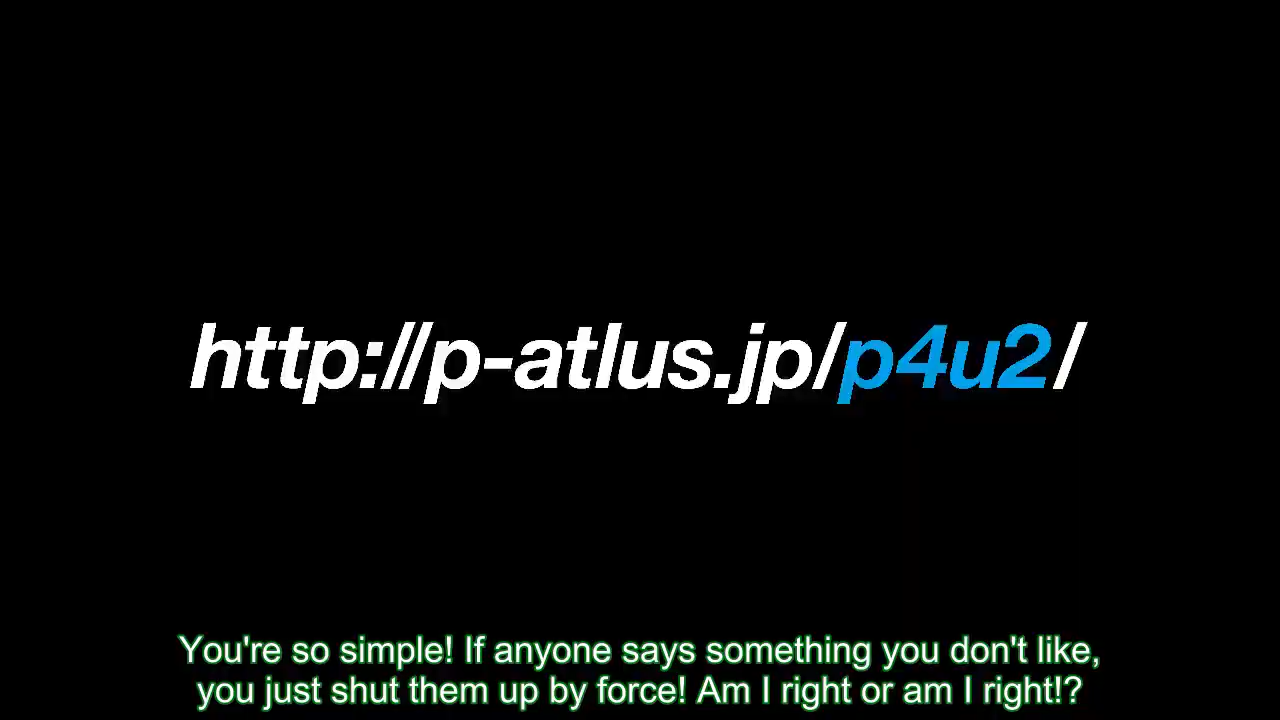 http://p-atlus.jp/p4u2/
You're so simple! If anyone says something you don't like,
you just shut them up by force! Am I right or am I right!?